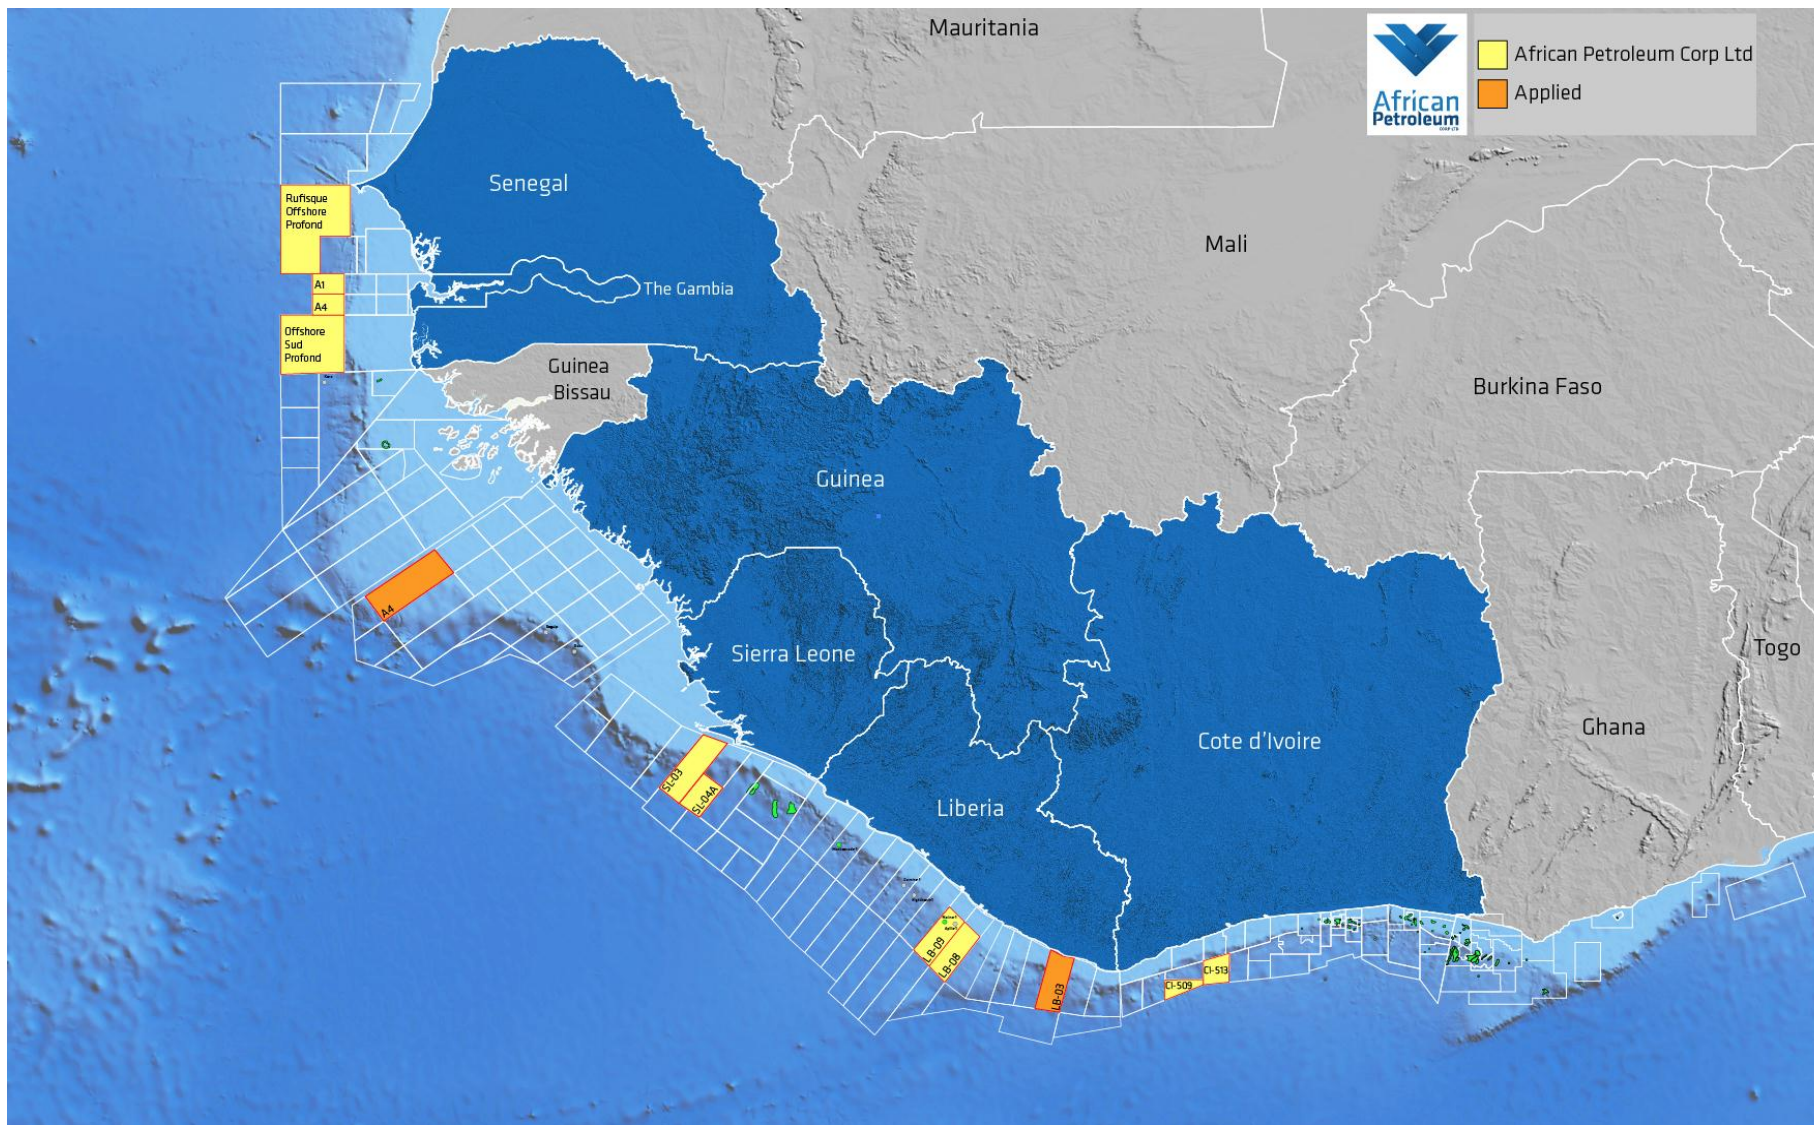 Mauritania
African Petroleum Corp Ltd
Applied
African
Petroleum
CORP LTD
Senegal
Rufisque
Offshore
Profond
Mali
A1
The Gambia
A4
Offshore
Sud
Profond
Guinea
Bissau
Burkina Faso
Guinea
A4
Sierra Leone
Togo
Ghana
Cote d'Ivoire
SL-03
SL-04A
Liberia
LB-09
LB-08
LB-03
CI-513
CI-509